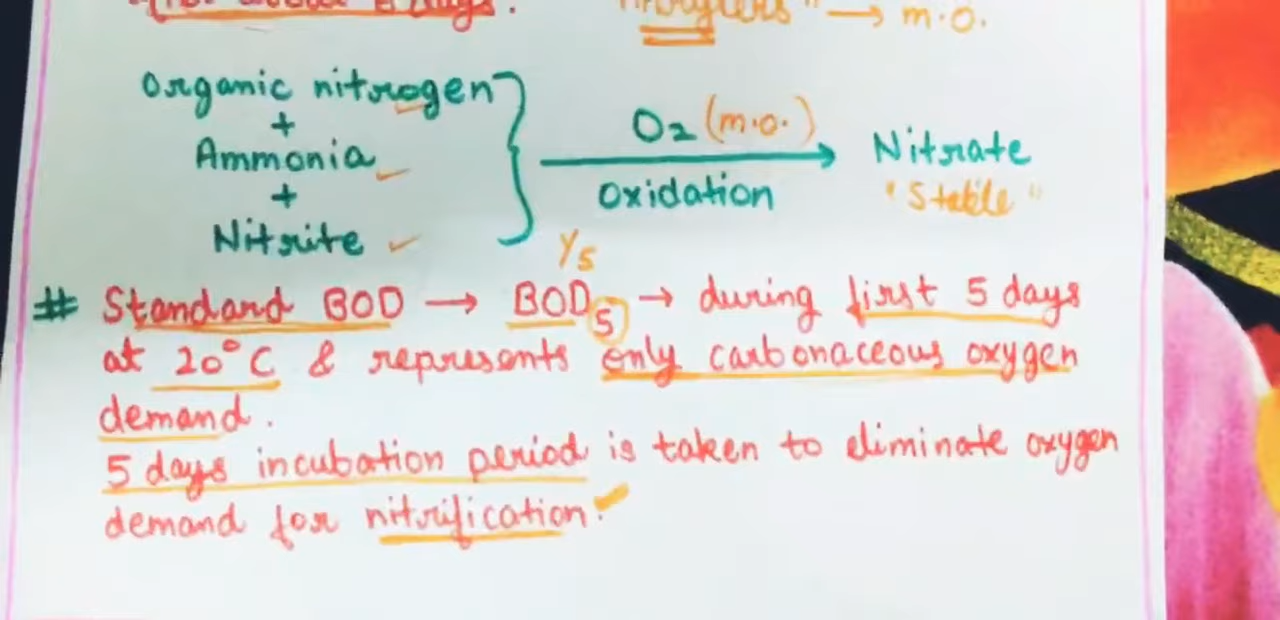 days. → m.o.
Organic nitrogen
+
Ammonia
+
Nitrite
O2 (m.o.)
Oxidation
Nitrate
"Stable"
Y5
# Standard BOD → BOD5 → during first 5 days
at 20°C & represents only carbonaceous oxygen
demand.
5 days incubation period is taken to eliminate oxygen
demand for nitrification.